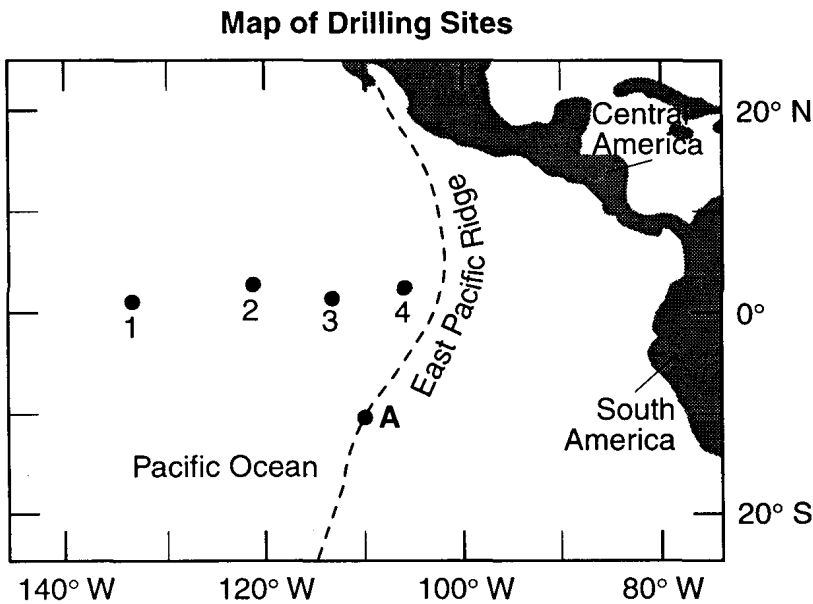 Map of Drilling Sites
20° N
Central
America
East Pacific Ridge
1
2
3
4
0°
A
South
America
Pacific Ocean
20° S
140° W
120° W
100° W
80° W